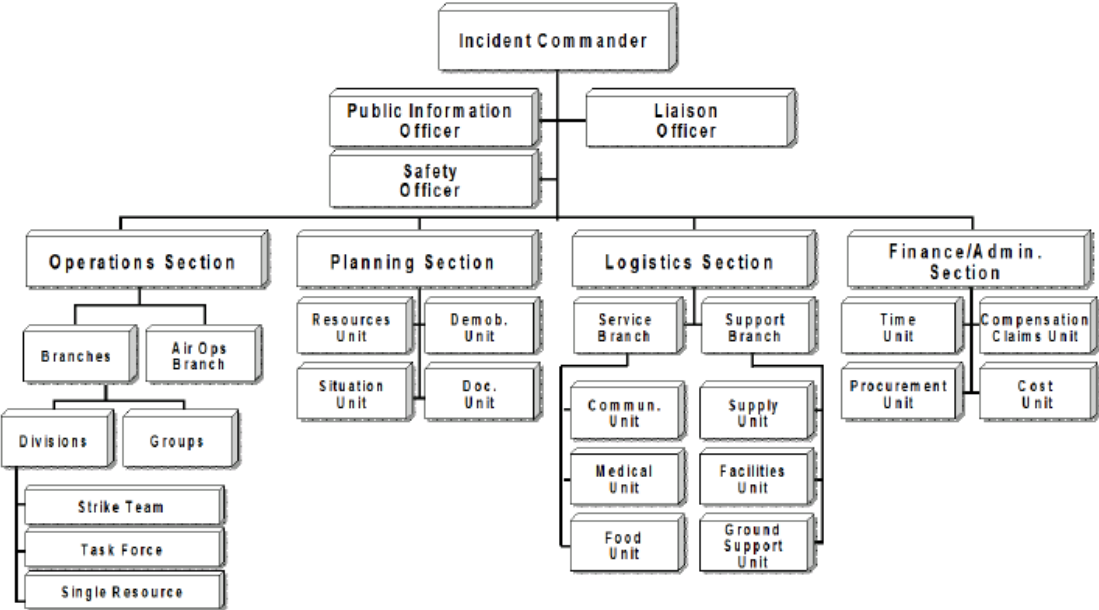 Incident Commander
Public Information
Officer
Liaison
Officer
Safety
Officer
Operations Section
Planning Section
Logistics Section
Finance/Admin.
Section
Branches
Air Ops
Branch
Divisions
Groups
Strike Team
Task Force
Single Resource
Resources
Unit
Demob.
Unit
Situation
Unit
Doc.
Unit
Service
Branch
Support
Branch
Commun.
Unit
Supply
Unit
Medical
Unit
Facilities
Unit
Food
Unit
Ground
Support
Unit
Time
Unit
Compensation
Claims Unit
Procurement
Unit
Cost
Unit